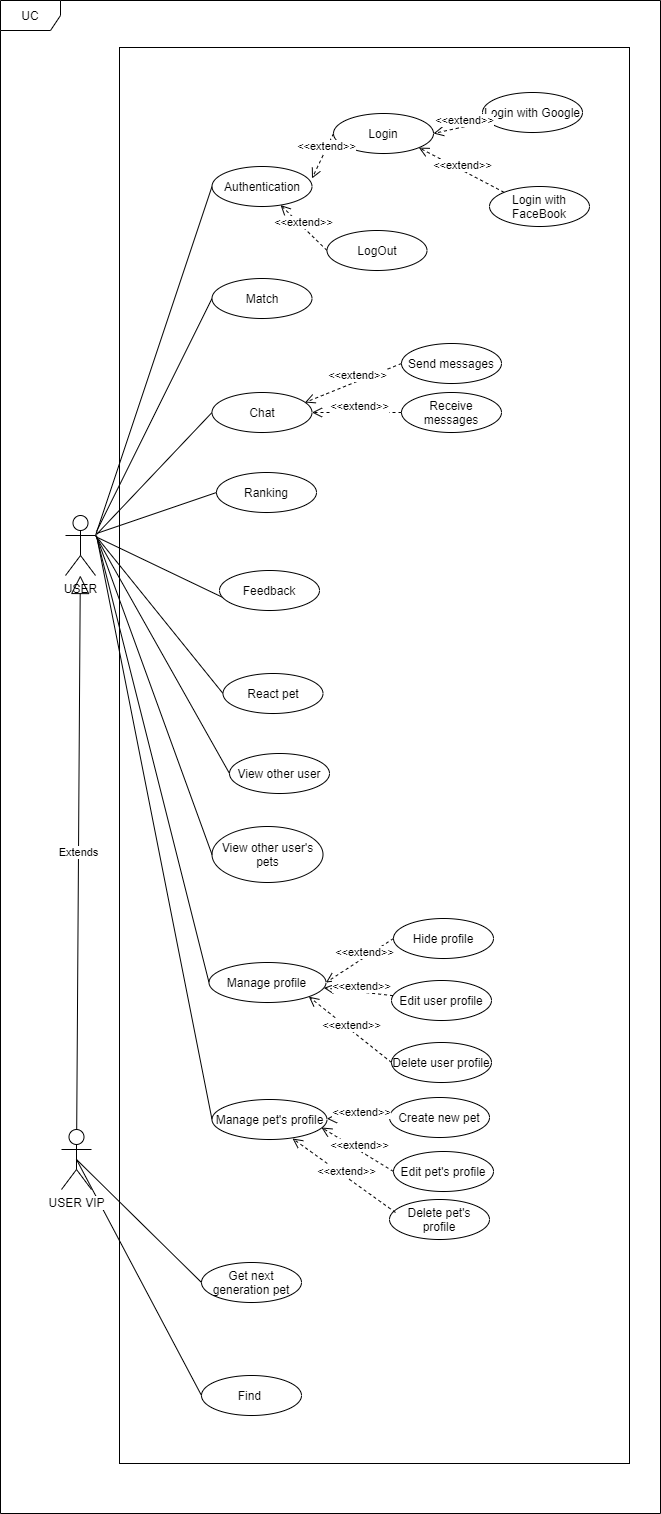 UC
Login with Google
<<extend>>
Login
<<extend>>
<<extend>>
Authentication
Login with
FaceBook
<<extend>>
LogOut
Match
Send messages
<<extend>>
Receive
messages
<<extend>>
Chat
Ranking
USER
Feedback
React pet
View other user
View other user's
pets
Extends
Hide profile
<<extend>>
Manage profile
<<extend>>
Edit user profile
<<extend>>
Delete user profile
Manage pet's profile
<<extend>>
Create new pet
<<extend>>
Edit pet's profile
<<extend>>
Delete pet's
profile
USER VIP
Get next
generation pet
Find